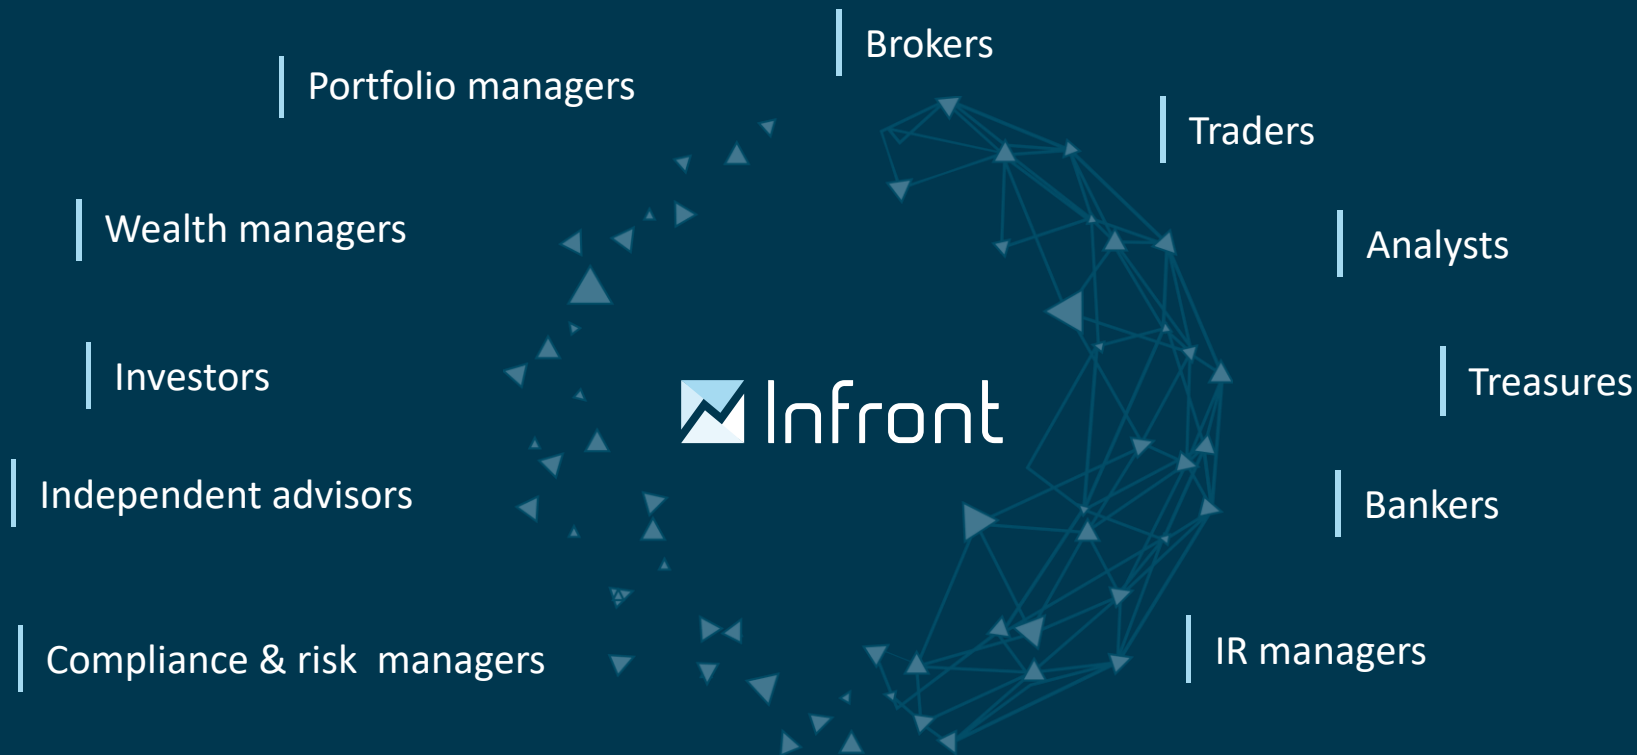 Brokers
Portfolio managers
Traders
Wealth managers
Analysts
Investors
Treasures
Infront
Independent advisors
Bankers
Compliance & risk  managers
IR managers